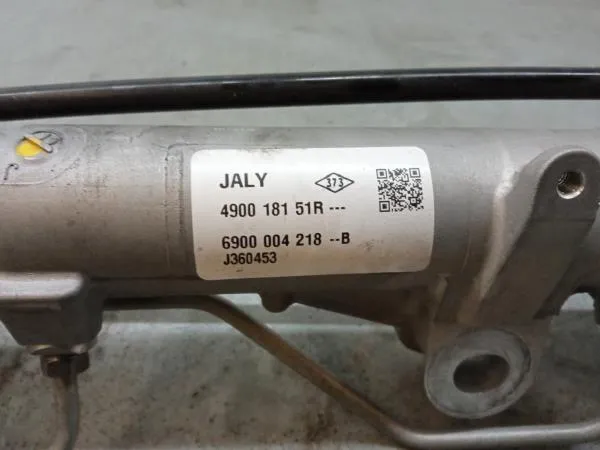 JALY 373
4900 181 51R ---
6900 004 218 --B
J360453